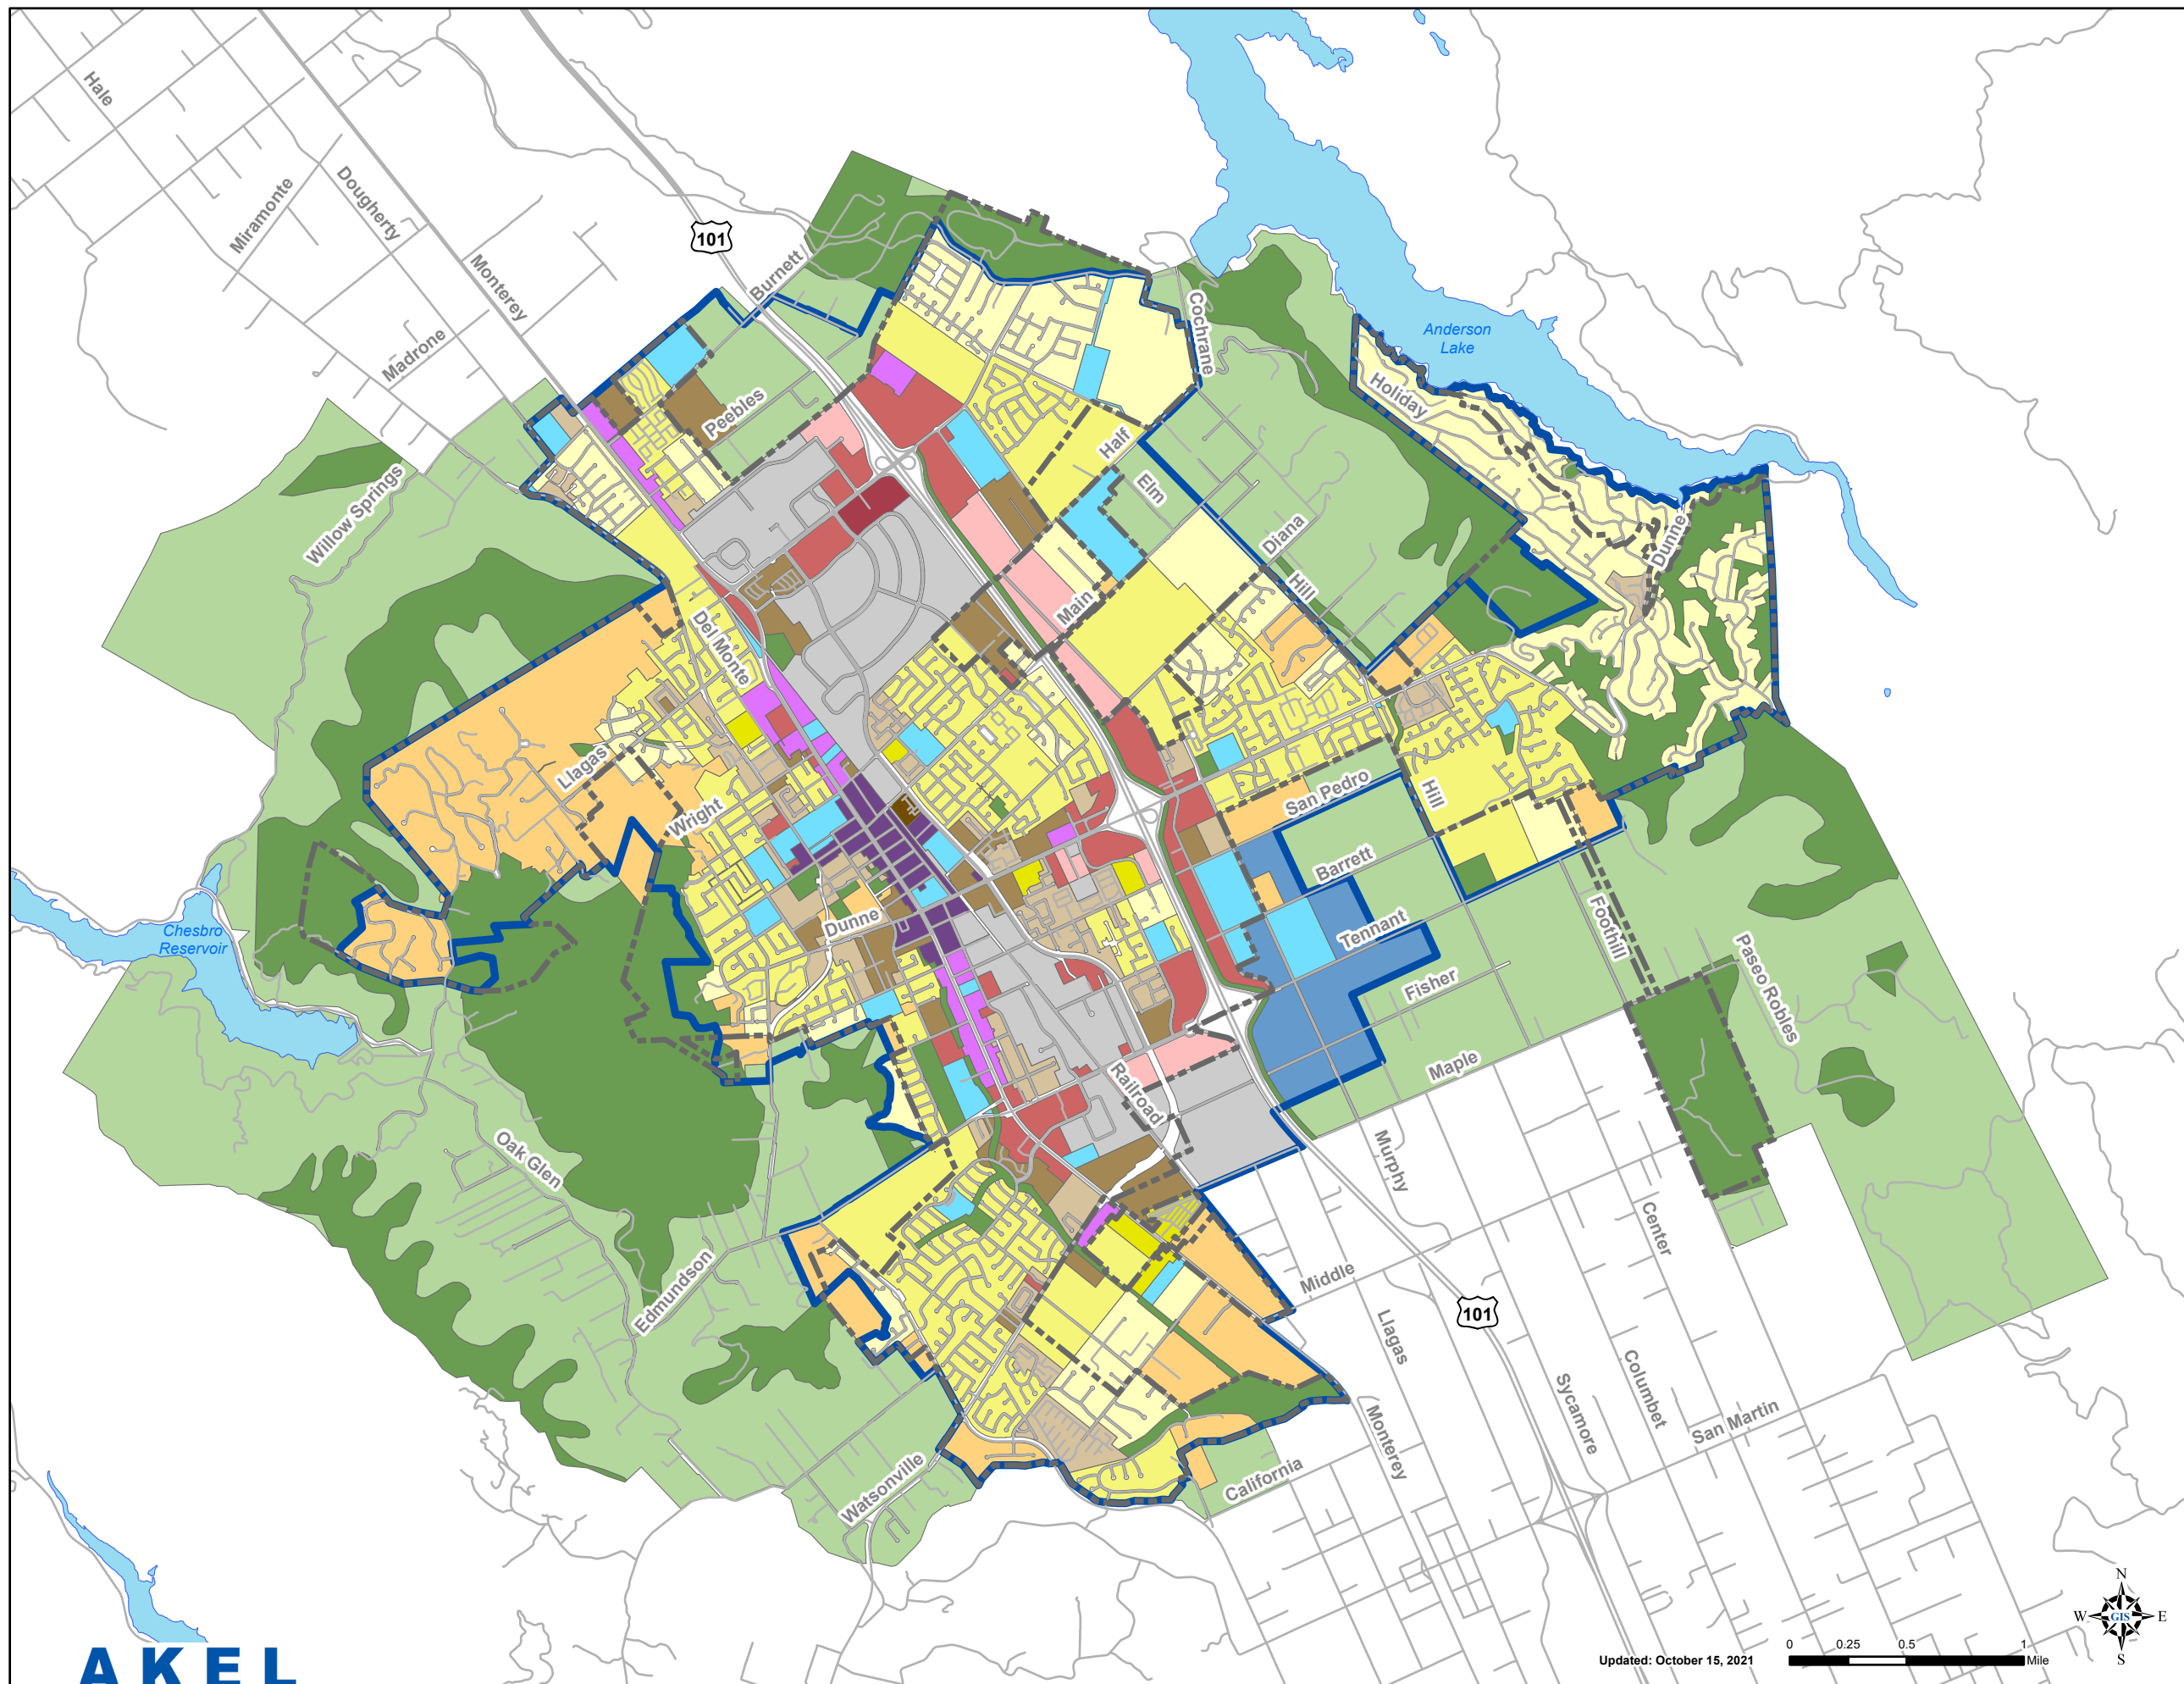 Hale
Miramonte
Dougherty
Monterey
101
Burnett
Madrone
Peebles
Cochrane
Anderson
Lake
Holiday
Half
Elm
Willow Springs
Diana
Dunne
Hill
Main
Del Monte
Llagas
Wright
San Pedro
Hill
Barrett
Dunne
Tennant
Foothill
Chesbro
Reservoir
Fisher
Paseo Robles
Maple
Railroad
Murphy
Oak Glen
Center
Edmundson
Middle
101
Llagas
Sycamore
Columbet
San Martin
Monterey
California
Watsonville
N
W
GIS
E
S
0
0.25
0.5
1
Mile
Updated: October 15, 2021
AKEL